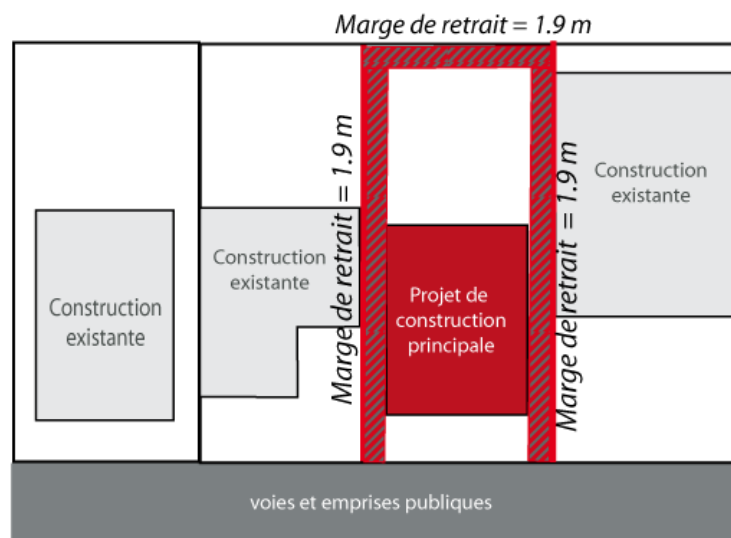 Marge de retrait = 1.9 m
Marge de retrait = 1.9 m
Marge de retrait = 1.9 m
Construction
existante
Construction
existante
Construction
existante
Projet de
construction
principale
voies et emprises publiques